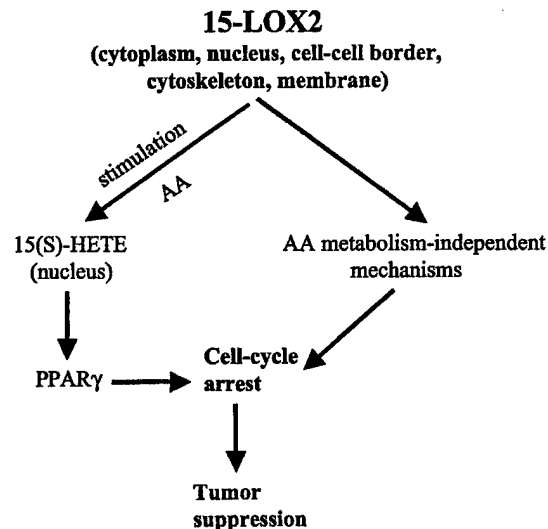 15-LOX2
(cytoplasm, nucleus, cell-cell border,
cytoskeleton, membrane)
stimulation
AA
15(S)-HETE
(nucleus)
AA metabolism-independent
mechanisms
PPARγ
Cell-cycle
arrest
Tumor
suppression